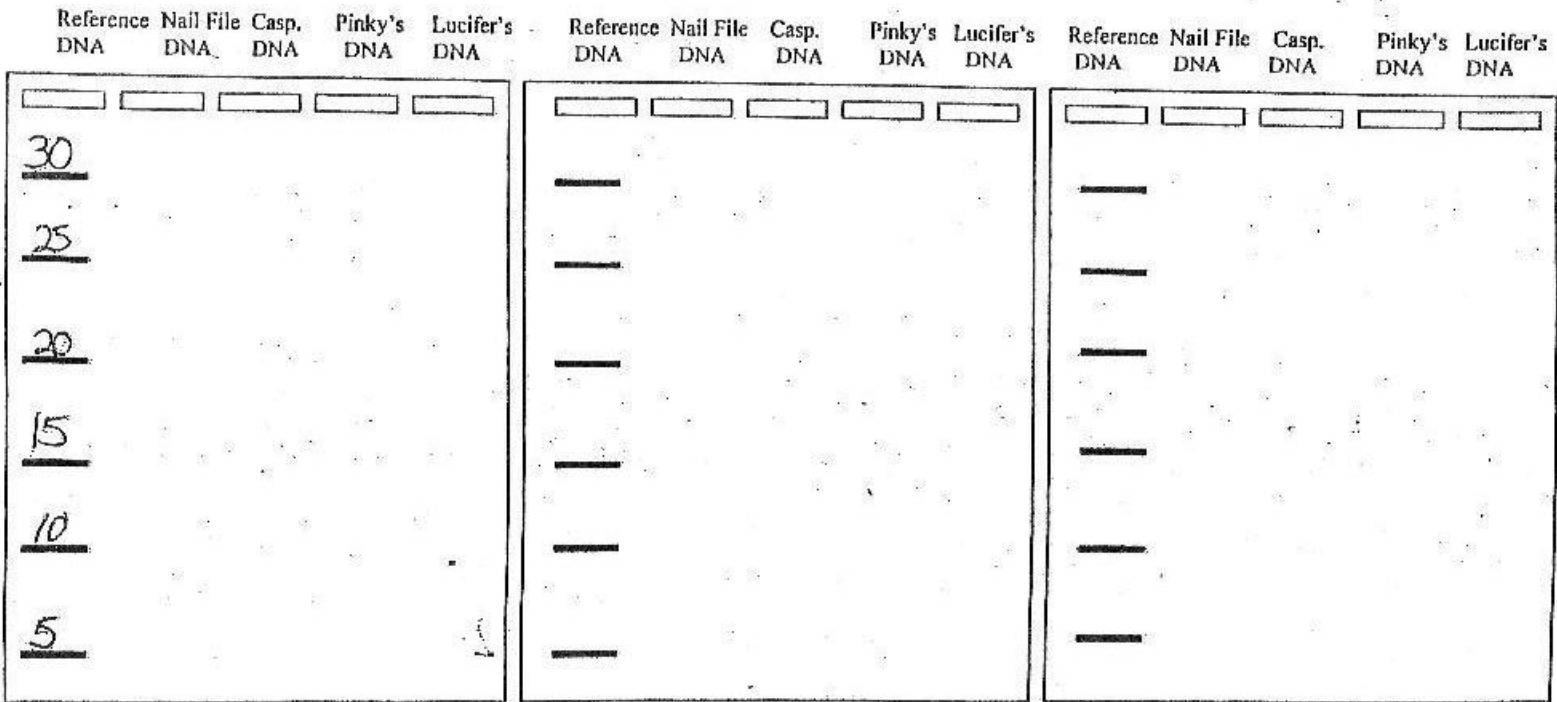 Reference Nail File Casp. Pinky's Lucifer's
DNA DNA DNA DNA DNA
Reference Nail File Casp. Pinky's Lucifer's
DNA DNA DNA DNA DNA
Reference Nail File Casp. Pinky's Lucifer's
DNA DNA DNA DNA DNA
30
25
20
15
10
5